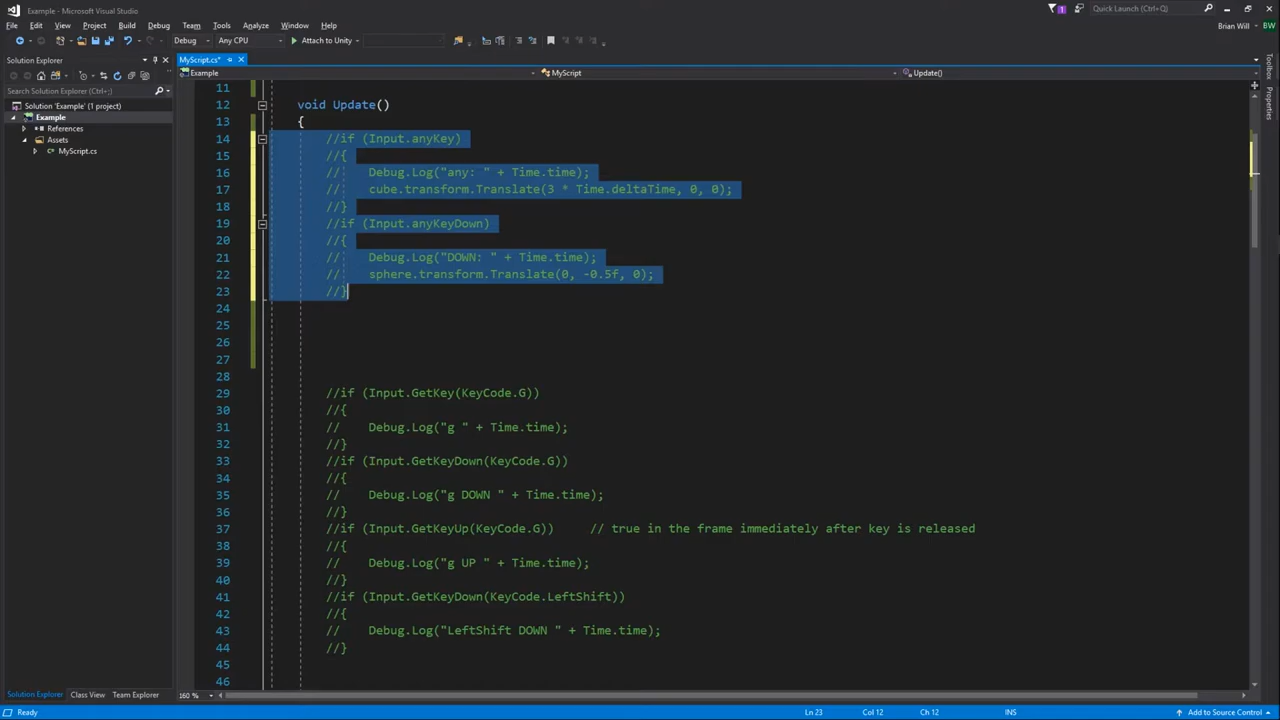 Example - Microsoft Visual Studio
1
Quick Launch (Ctrl+Q)
File Edit View Project Build Debug Team Tools Analyze Window Help
Brian Will BW
Debug Any CPU Attach to Unity
Solution Explorer
MyScript.cs*
Example MyScript Update()
Search Solution Explorer (Ctrl+;)
Solution 'Example' (1 project)
Example
References
Assets
MyScript.cs
Toolbox
Properties
11
12 void Update()
13 {
14 //if (Input.anyKey)
15 //{
16 //    Debug.Log("any: " + Time.time);
17 //    cube.transform.Translate(3 * Time.deltaTime, 0, 0);
18 //}
19 //if (Input.anyKeyDown)
20 //{
21 //    Debug.Log("DOWN: " + Time.time);
22 //    sphere.transform.Translate(0, -0.5f, 0);
23 //}
24
25
26
27
28
29 //if (Input.GetKey(KeyCode.G))
30 //{
31 //    Debug.Log("g " + Time.time);
32 //}
33 //if (Input.GetKeyDown(KeyCode.G))
34 //{
35 //    Debug.Log("g DOWN " + Time.time);
36 //}
37 //if (Input.GetKeyUp(KeyCode.G))     // true in the frame immediately after key is released
38 //{
39 //    Debug.Log("g UP " + Time.time);
40 //}
41 //if (Input.GetKeyDown(KeyCode.LeftShift))
42 //{
43 //    Debug.Log("LeftShift DOWN " + Time.time);
44 //}
45
46
Solution Explorer Class View Team Explorer
160 %
Ready Ln 23 Col 12 Ch 12 INS Add to Source Control